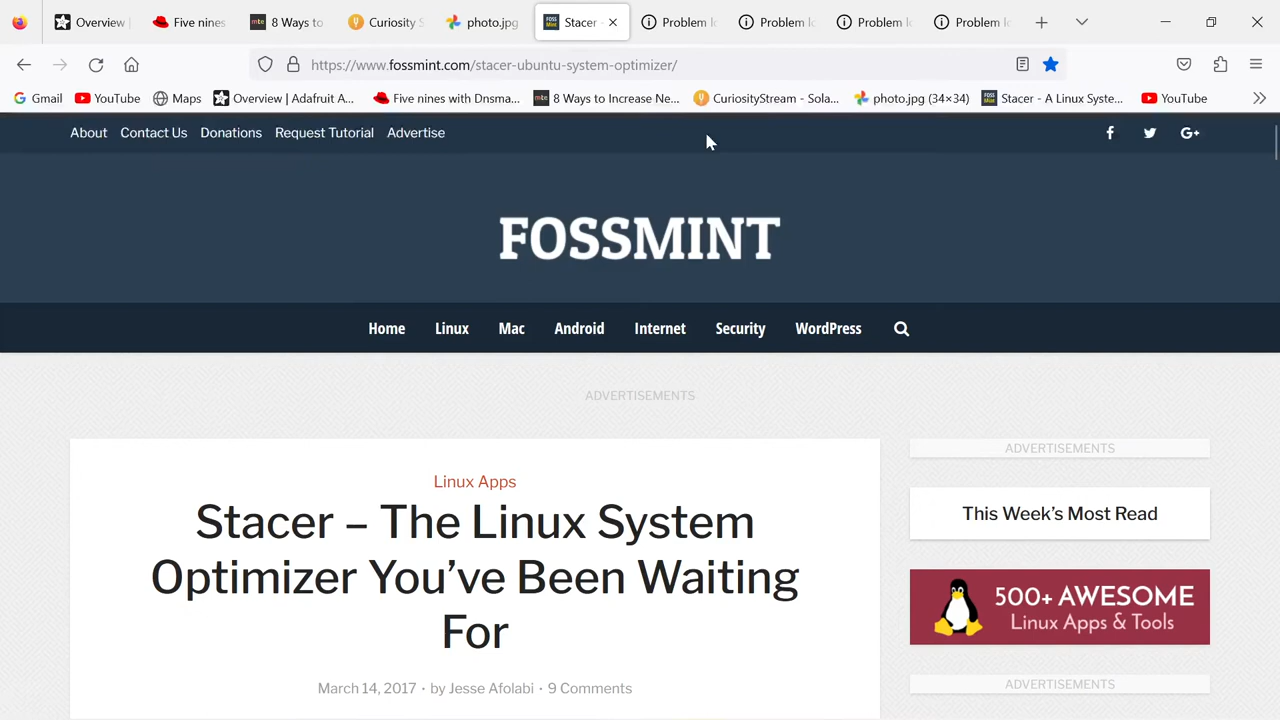 Overview
Five nines
8 Ways to
Curiosity S
photo.jpg
Stacer
Problem lo
Problem lo
Problem lo
Problem lo
https://www.fossmint.com/stacer-ubuntu-system-optimizer/
Gmail
YouTube
Maps
Overview | Adafruit A...
Five nines with Dnsma...
8 Ways to Increase Ne...
CuriosityStream - Sola...
photo.jpg (34×34)
Stacer - A Linux Syste...
YouTube
About Contact Us Donations Request Tutorial Advertise
FOSSMINT
Home Linux Mac Android Internet Security WordPress
ADVERTISEMENTS
Linux Apps
Stacer – The Linux System
Optimizer You've Been Waiting
For
March 14, 2017 • by Jesse Afolabi • 9 Comments
ADVERTISEMENTS
This Week's Most Read
500+ AWESOME
Linux Apps & Tools
ADVERTISEMENTS